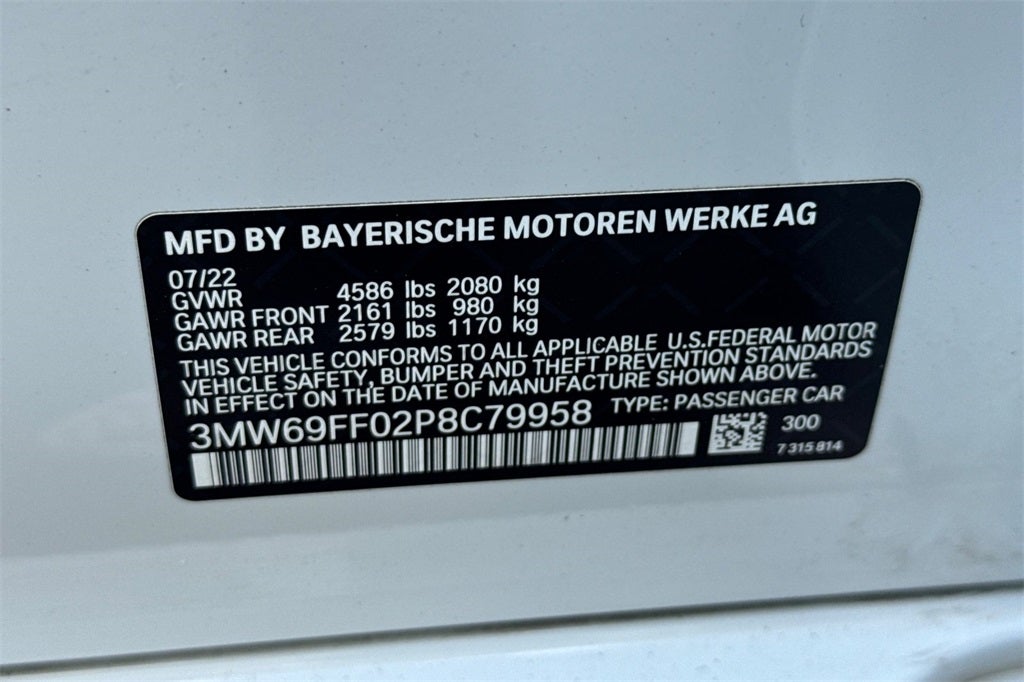 MFD BY BAYERISCHE MOTOREN WERKE AG
07/22
GVWR 4586 lbs 2080 kg
GAWR FRONT 2161 lbs 980 kg
GAWR REAR 2579 lbs 1170 kg
THIS VEHICLE CONFORMS TO ALL APPLICABLE U.S.FEDERAL MOTOR
VEHICLE SAFETY, BUMPER AND THEFT PREVENTION STANDARDS
IN EFFECT ON THE DATE OF MANUFACTURE SHOWN ABOVE.
3MW69FF02P8C79958 TYPE: PASSENGER CAR
300
7 315 814